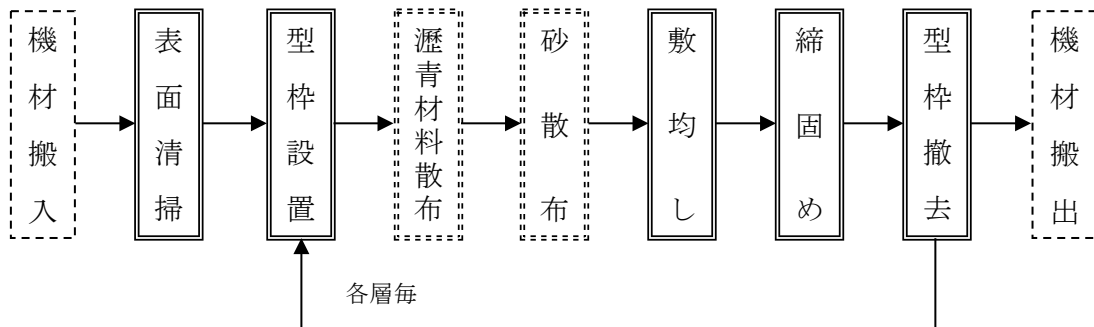 機材搬入
表面清掃
型枠設置
瀝青材料散布
砂散布
敷均し
締固め
型枠撤去
機材搬出
各層毎